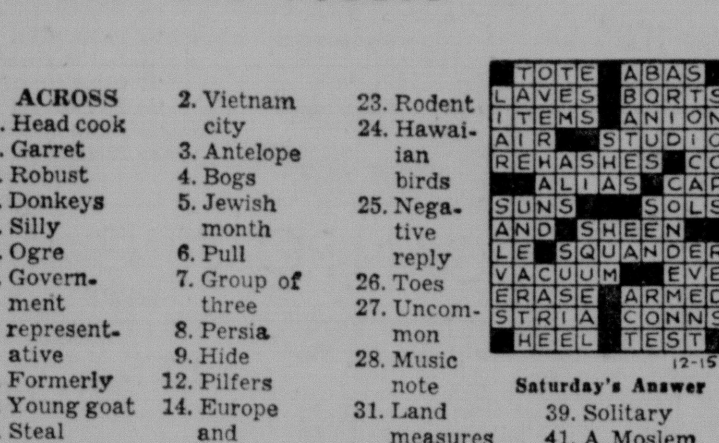 ACROSS
. Head cook
. Garret
. Robust
. Donkeys
. Silly
. Ogre
. Govern-
ment
represent-
ative
. Formerly
. Young goat
. Steal
2. Vietnam
city
3. Antelope
4. Bogs
5. Jewish
month
6. Pull
7. Group of
three
8. Persia
9. Hide
12. Pilfers
14. Europe
and
23. Rodent
24. Hawai-
ian
birds
25. Nega-
tive
reply
26. Toes
27. Uncom-
mon
28. Music
note
31. Land
measures
TOTE ABAS
LAVES BORTS
ITEMS ANION
AIR STUDIO
REHASHES CO
ALIAS CAP
SUNS SOLS
AND SHEEN
LE SQUANDER
VACUUM EVE
ERASE ARMED
STRIA CONNS
HEEL TEST
12-15
Saturday's Answer
39. Solitary
41. A Moslem